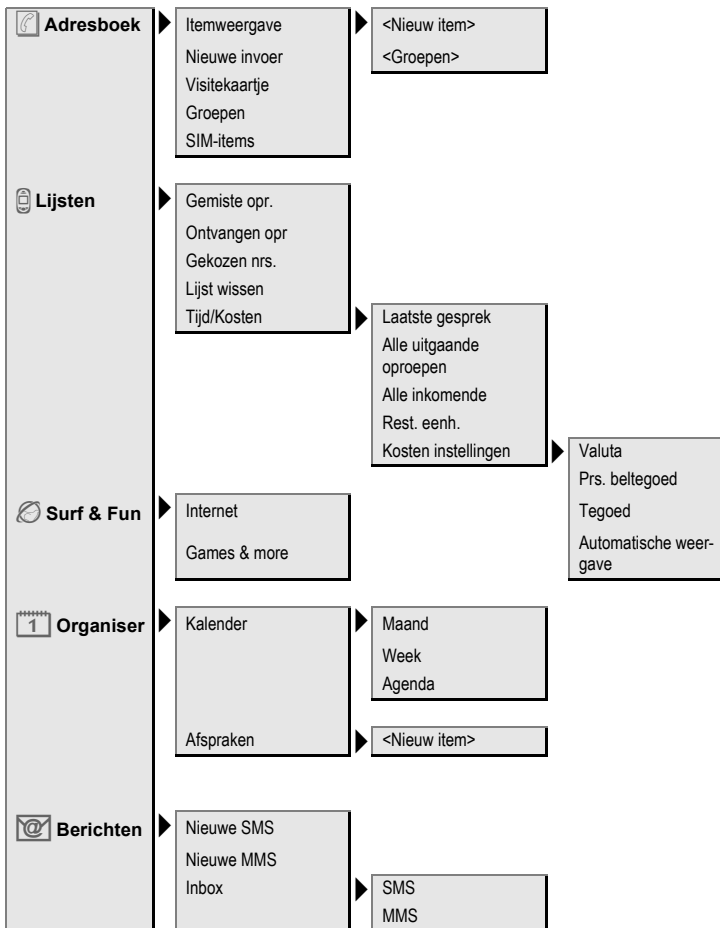 Adresboek
Itemweergave
<Nieuw item>
Nieuwe invoer
<Groepen>
Visitekaartje
Groepen
SIM-items
Lijsten
Gemiste opr.
Ontvangen opr
Gekozen nrs.
Lijst wissen
Tijd/Kosten
Laatste gesprek
Alle uitgaande
oproepen
Alle inkomende
Rest. eenh.
Kosten instellingen
Valuta
Prs. beltegoed
Tegoed
Automatische weer-
gave
Surf & Fun
Internet
Games & more
1 Organiser
Kalender
Maand
Week
Agenda
Afspraken
<Nieuw item>
@ Berichten
Nieuwe SMS
Nieuwe MMS
Inbox
SMS
MMS